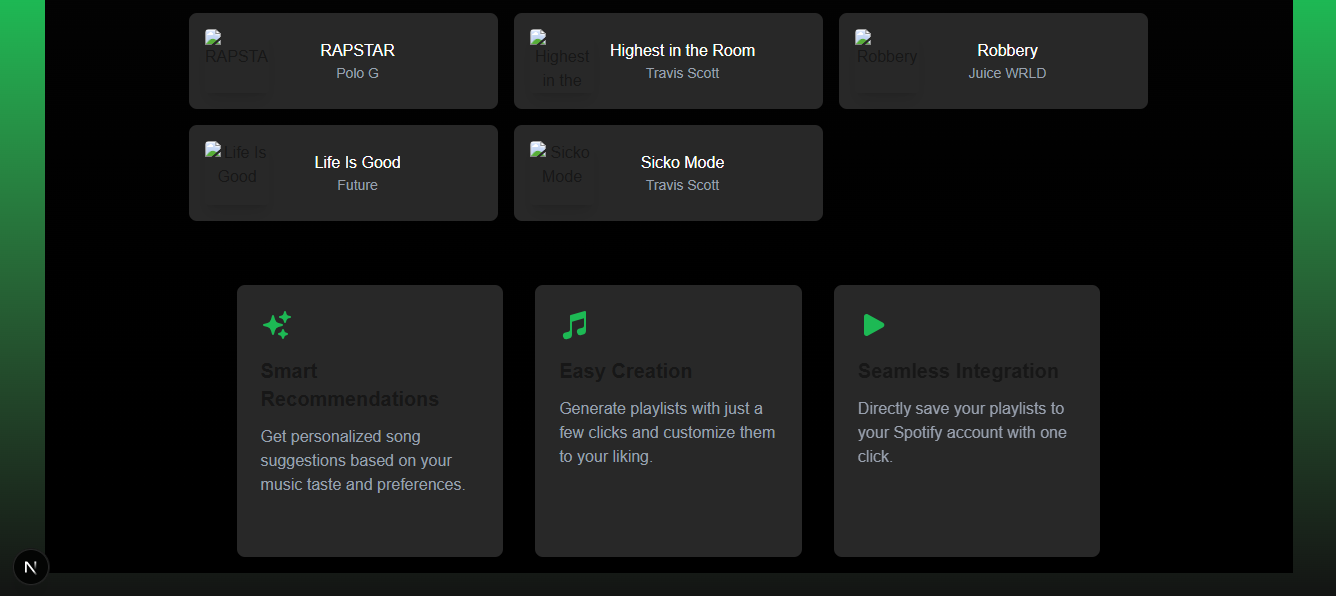 RAPSTA
RAPSTAR
Polo G
Highest
in the
Highest in the Room
Travis Scott
Robbery
Robbery
Juice WRLD
Life Is
Good
Life Is Good
Future
Sicko
Mode
Sicko Mode
Travis Scott
Smart
Recommendations
Get personalized song
suggestions based on your
music taste and preferences.
Easy Creation
Generate playlists with just a
few clicks and customize them
to your liking.
Seamless Integration
Directly save your playlists to
your Spotify account with one
click.
N